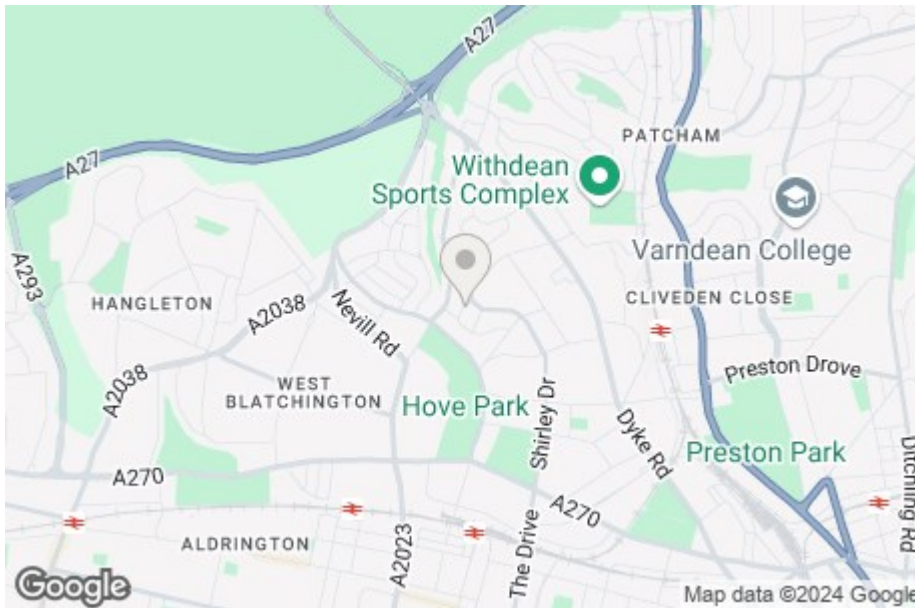 A27
PATCHAM
Withdean
Sports Complex
A27
Varndean College
A293
HANGLETON
A2038
Nevill Rd
CLIVEDEN CLOSE
A2038
WEST
BLATCHINGTON
Preston Drove
Hove Park
Shirley Dr
Dyke Rd
Preston Park
A270
A270
Ditchling Rd
ALDRINGTON
A2023
The Drive
Google
Map data ©2024 Google